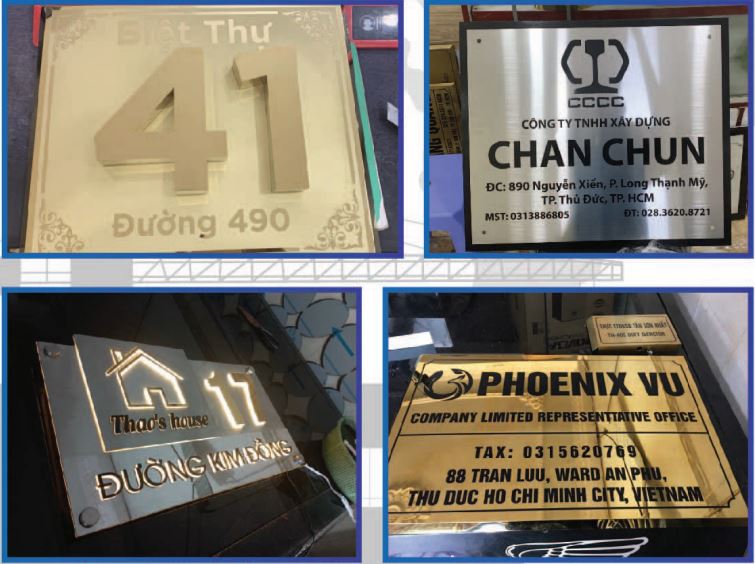 Biệt Thự
41
Đường 490
CCCC
CÔNG TY TNHH XÂY DỰNG
CHAN CHUN
ĐC: 890 Nguyễn Xiển, P. Long Thạnh Mỹ,
TP. Thủ Đức, TP. HCM
MST: 0313886805 ĐT: 028.3620.8721
Thao's house
17
ĐƯỜNG KIM ĐỒNG
PHOENIX VU
COMPANY LIMITED REPRESENTTATIVE OFFICE
TAX: 0315620769
88 TRAN LUU, WARD AN PHU,
THU DUC HO CHI MINH CITY, VIETNAM